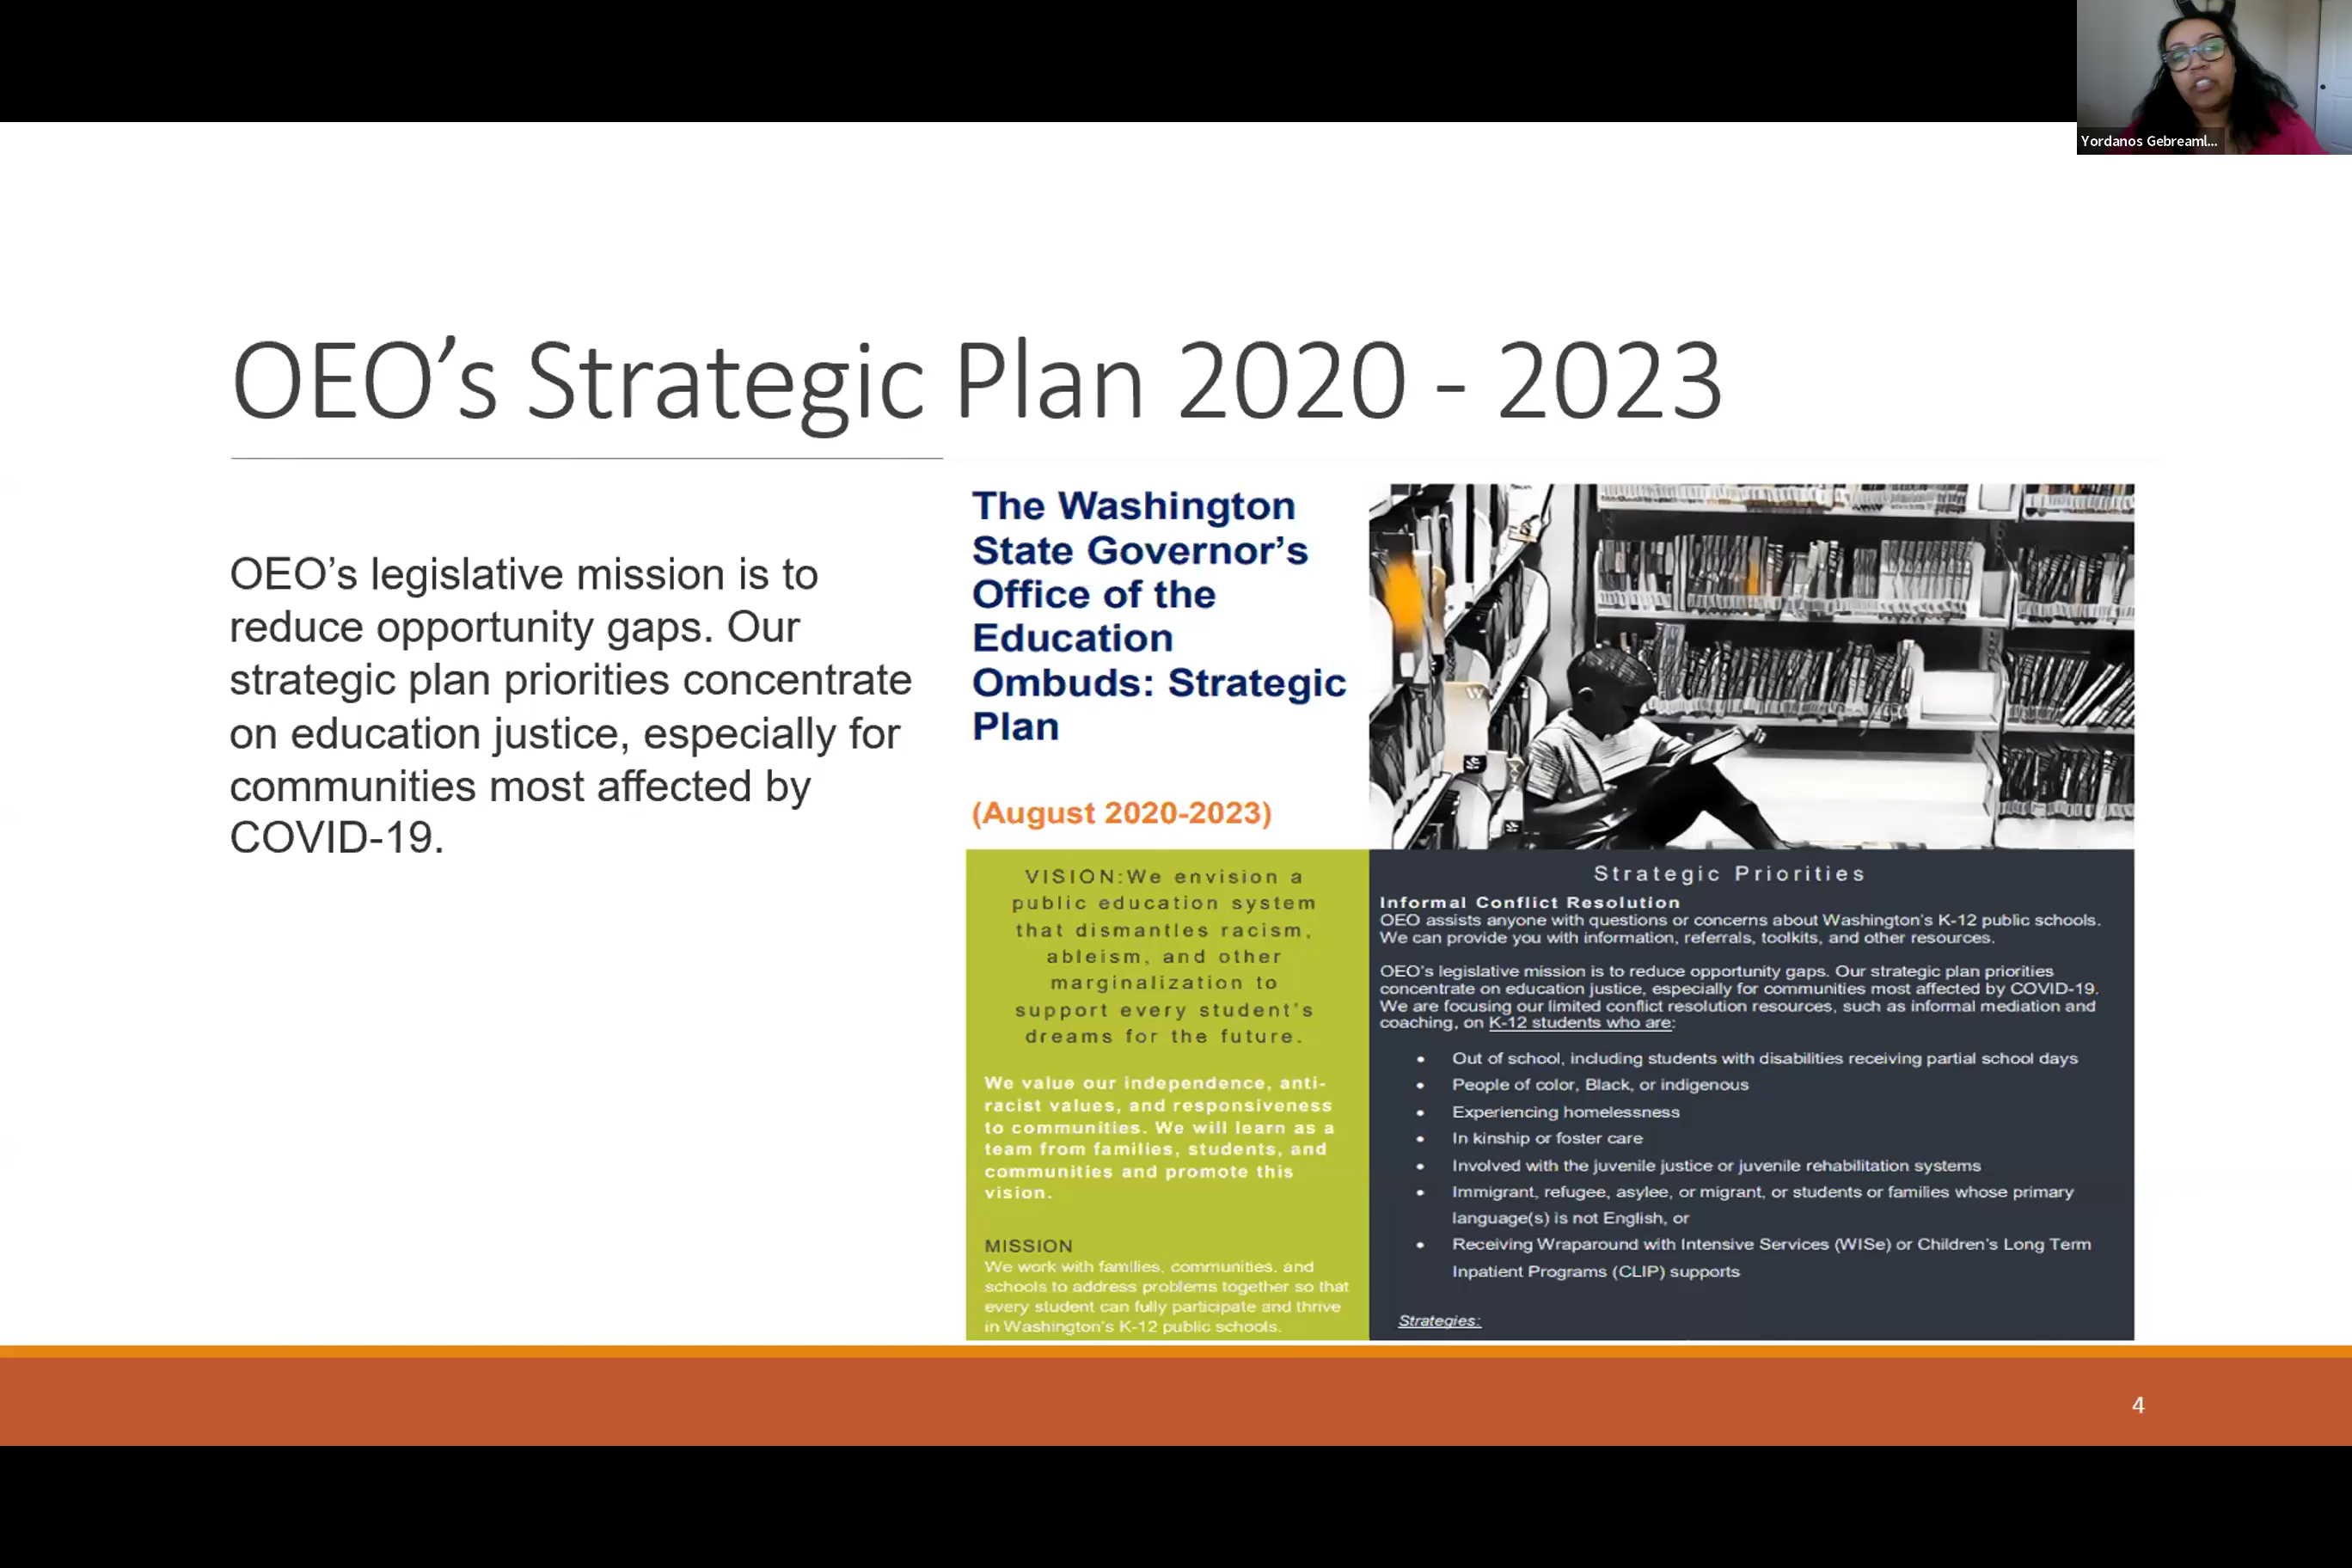 Yordanos Gebreaml...
OEO’s Strategic Plan 2020 - 2023
OEO’s legislative mission is to
reduce opportunity gaps. Our
strategic plan priorities concentrate
on education justice, especially for
communities most affected by
COVID-19.
The Washington
State Governor’s
Office of the
Education
Ombuds: Strategic
Plan
(August 2020-2023)
VISION:We envision a
public education system
that dismantles racism,
ableism, and other
marginalization to
support every student's
dreams for the future.
We value our independence, anti-
racist values, and responsiveness
to communities. We will learn as a
team from families, students, and
communities and promote this
vision.
MISSION
We work with families, communities, and
schools to address problems together so that
every student can fully participate and thrive
in Washington's K-12 public schools.
Strategic Priorities
Informal Conflict Resolution
OEO assists anyone with questions or concerns about Washington's K-12 public schools.
We can provide you with information, referrals, toolkits, and other resources.
OEO's legislative mission is to reduce opportunity gaps. Our strategic plan priorities
concentrate on education justice, especially for communities most affected by COVID-19.
We are focusing our limited conflict resolution resources, such as informal mediation and
coaching, on K-12 students who are:
• Out of school, including students with disabilities receiving partial school days
• People of color, Black, or indigenous
• Experiencing homelessness
• In kinship or foster care
• Involved with the juvenile justice or juvenile rehabilitation systems
• Immigrant, refugee, asylee, or migrant, or students or families whose primary
language(s) is not English, or
• Receiving Wraparound with Intensive Services (WISe) or Children's Long Term
Inpatient Programs (CLIP) supports
Strategies:
4